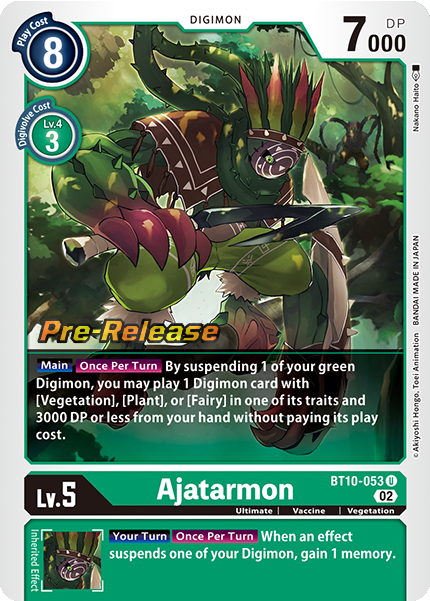 DIGIMON
Play Cost
8
DP
7000
Digivolve Cost
Lv.4
3
Nakano Haito
Pre-Release
Main Once Per Turn By suspending 1 of your green
Digimon, you may play 1 Digimon card with
[Vegetation], [Plant], or [Fairy] in one of its traits and
3000 DP or less from your hand without paying its play
cost.
© Akiyoshi Hongo, Toei Animation BANDAI MADE IN JAPAN
Lv.5
Ajatarmon
BT10-053 U
02
Ultimate | Vaccine | Vegetation
Inherited Effect
Your Turn Once Per Turn When an effect
suspends one of your Digimon, gain 1 memory.